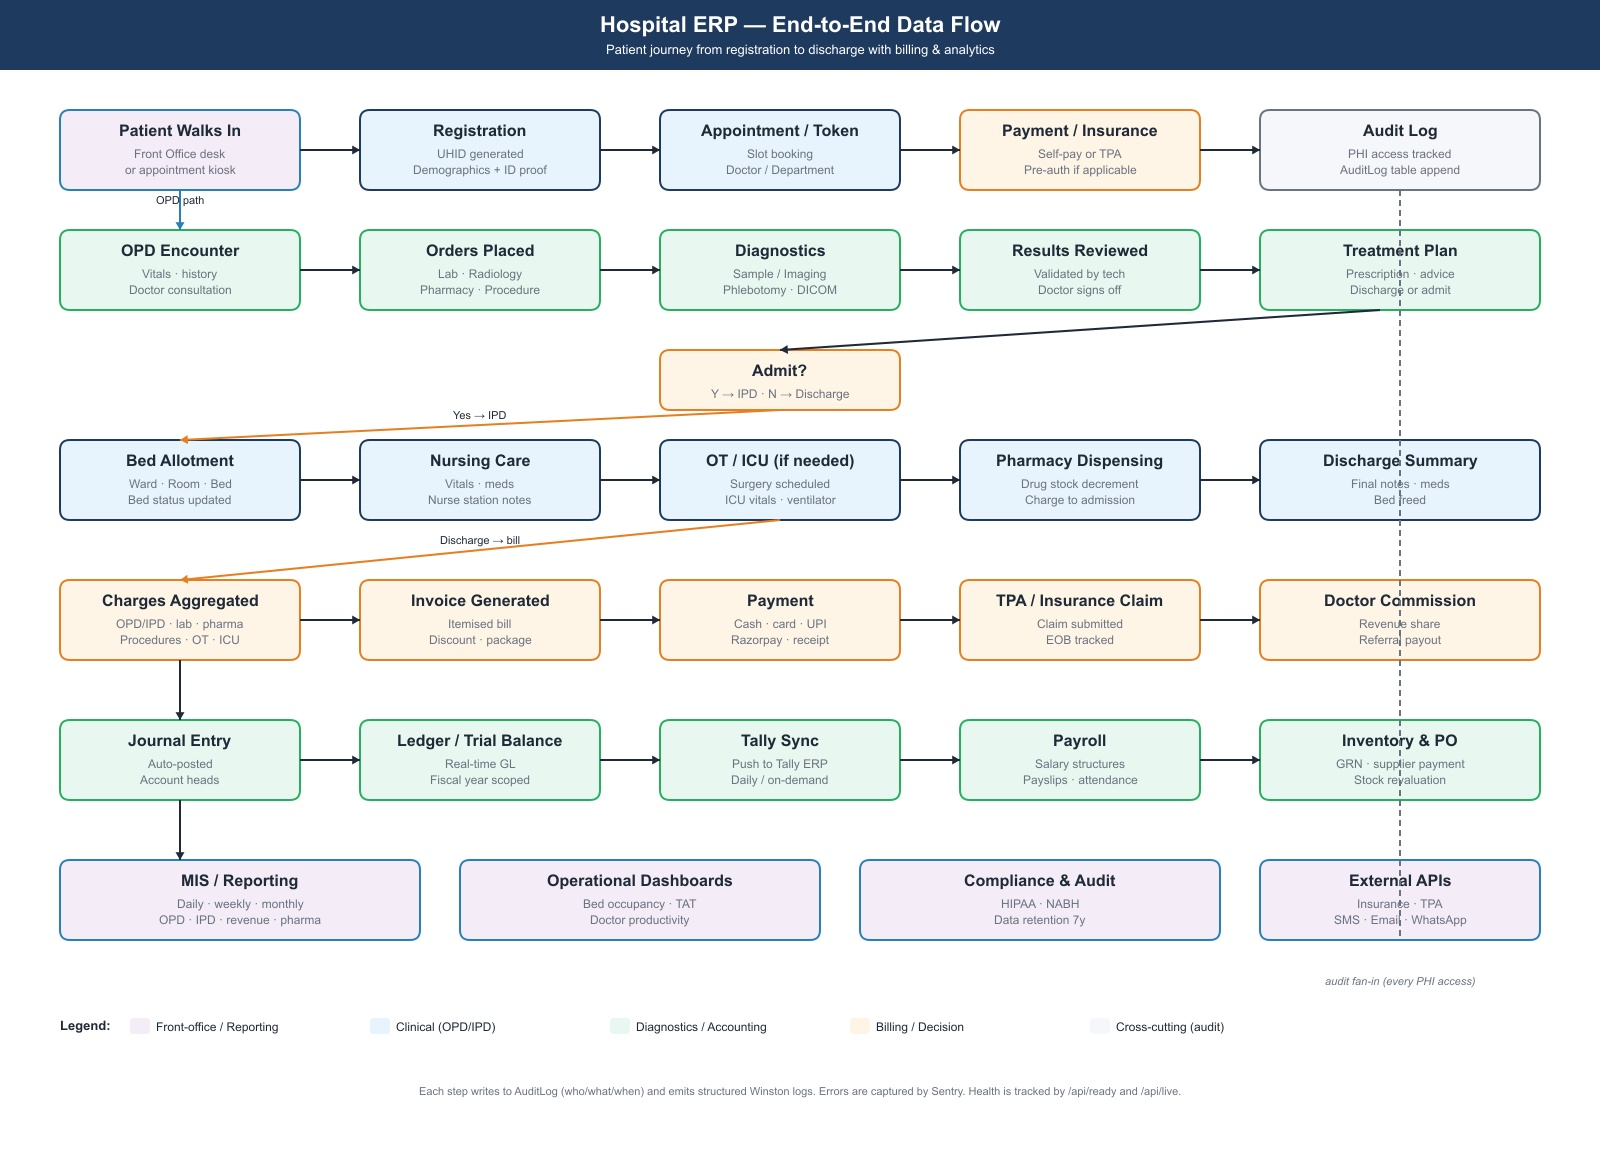 Hospital ERP — End-to-End Data Flow
Patient journey from registration to discharge with billing & analytics
Patient Walks In
Front Office desk
or appointment kiosk
Registration
UHID generated
Demographics + ID proof
Appointment / Token
Slot booking
Doctor / Department
Payment / Insurance
Self-pay or TPA
Pre-auth if applicable
Audit Log
PHI access tracked
AuditLog table append
OPD path
OPD Encounter
Vitals · history
Doctor consultation
Orders Placed
Lab · Radiology
Pharmacy · Procedure
Diagnostics
Sample / Imaging
Phlebotomy · DICOM
Results Reviewed
Validated by tech
Doctor signs off
Treatment Plan
Prescription · advice
Discharge or admit
Admit?
Y → IPD · N → Discharge
Yes → IPD
Bed Allotment
Ward · Room · Bed
Bed status updated
Nursing Care
Vitals · meds
Nurse station notes
OT / ICU (if needed)
Surgery scheduled
ICU vitals · ventilator
Pharmacy Dispensing
Drug stock decrement
Charge to admission
Discharge Summary
Final notes · meds
Bed freed
Discharge → bill
Charges Aggregated
OPD/IPD · lab · pharma
Procedures · OT · ICU
Invoice Generated
Itemised bill
Discount · package
Payment
Cash · card · UPI
Razorpay · receipt
TPA / Insurance Claim
Claim submitted
EOB tracked
Doctor Commission
Revenue share
Referral payout
Journal Entry
Auto-posted
Account heads
Ledger / Trial Balance
Real-time GL
Fiscal year scoped
Tally Sync
Push to Tally ERP
Daily / on-demand
Payroll
Salary structures
Payslips · attendance
Inventory & PO
GRN · supplier payment
Stock revaluation
MIS / Reporting
Daily · weekly · monthly
OPD · IPD · revenue · pharma
Operational Dashboards
Bed occupancy · TAT
Doctor productivity
Compliance & Audit
HIPAA · NABH
Data retention 7y
External APIs
Insurance · TPA
SMS · Email · WhatsApp
audit fan-in (every PHI access)
Legend:
Front-office / Reporting
Clinical (OPD/IPD)
Diagnostics / Accounting
Billing / Decision
Cross-cutting (audit)
Each step writes to AuditLog (who/what/when) and emits structured Winston logs. Errors are captured by Sentry. Health is tracked by /api/ready and /api/live.